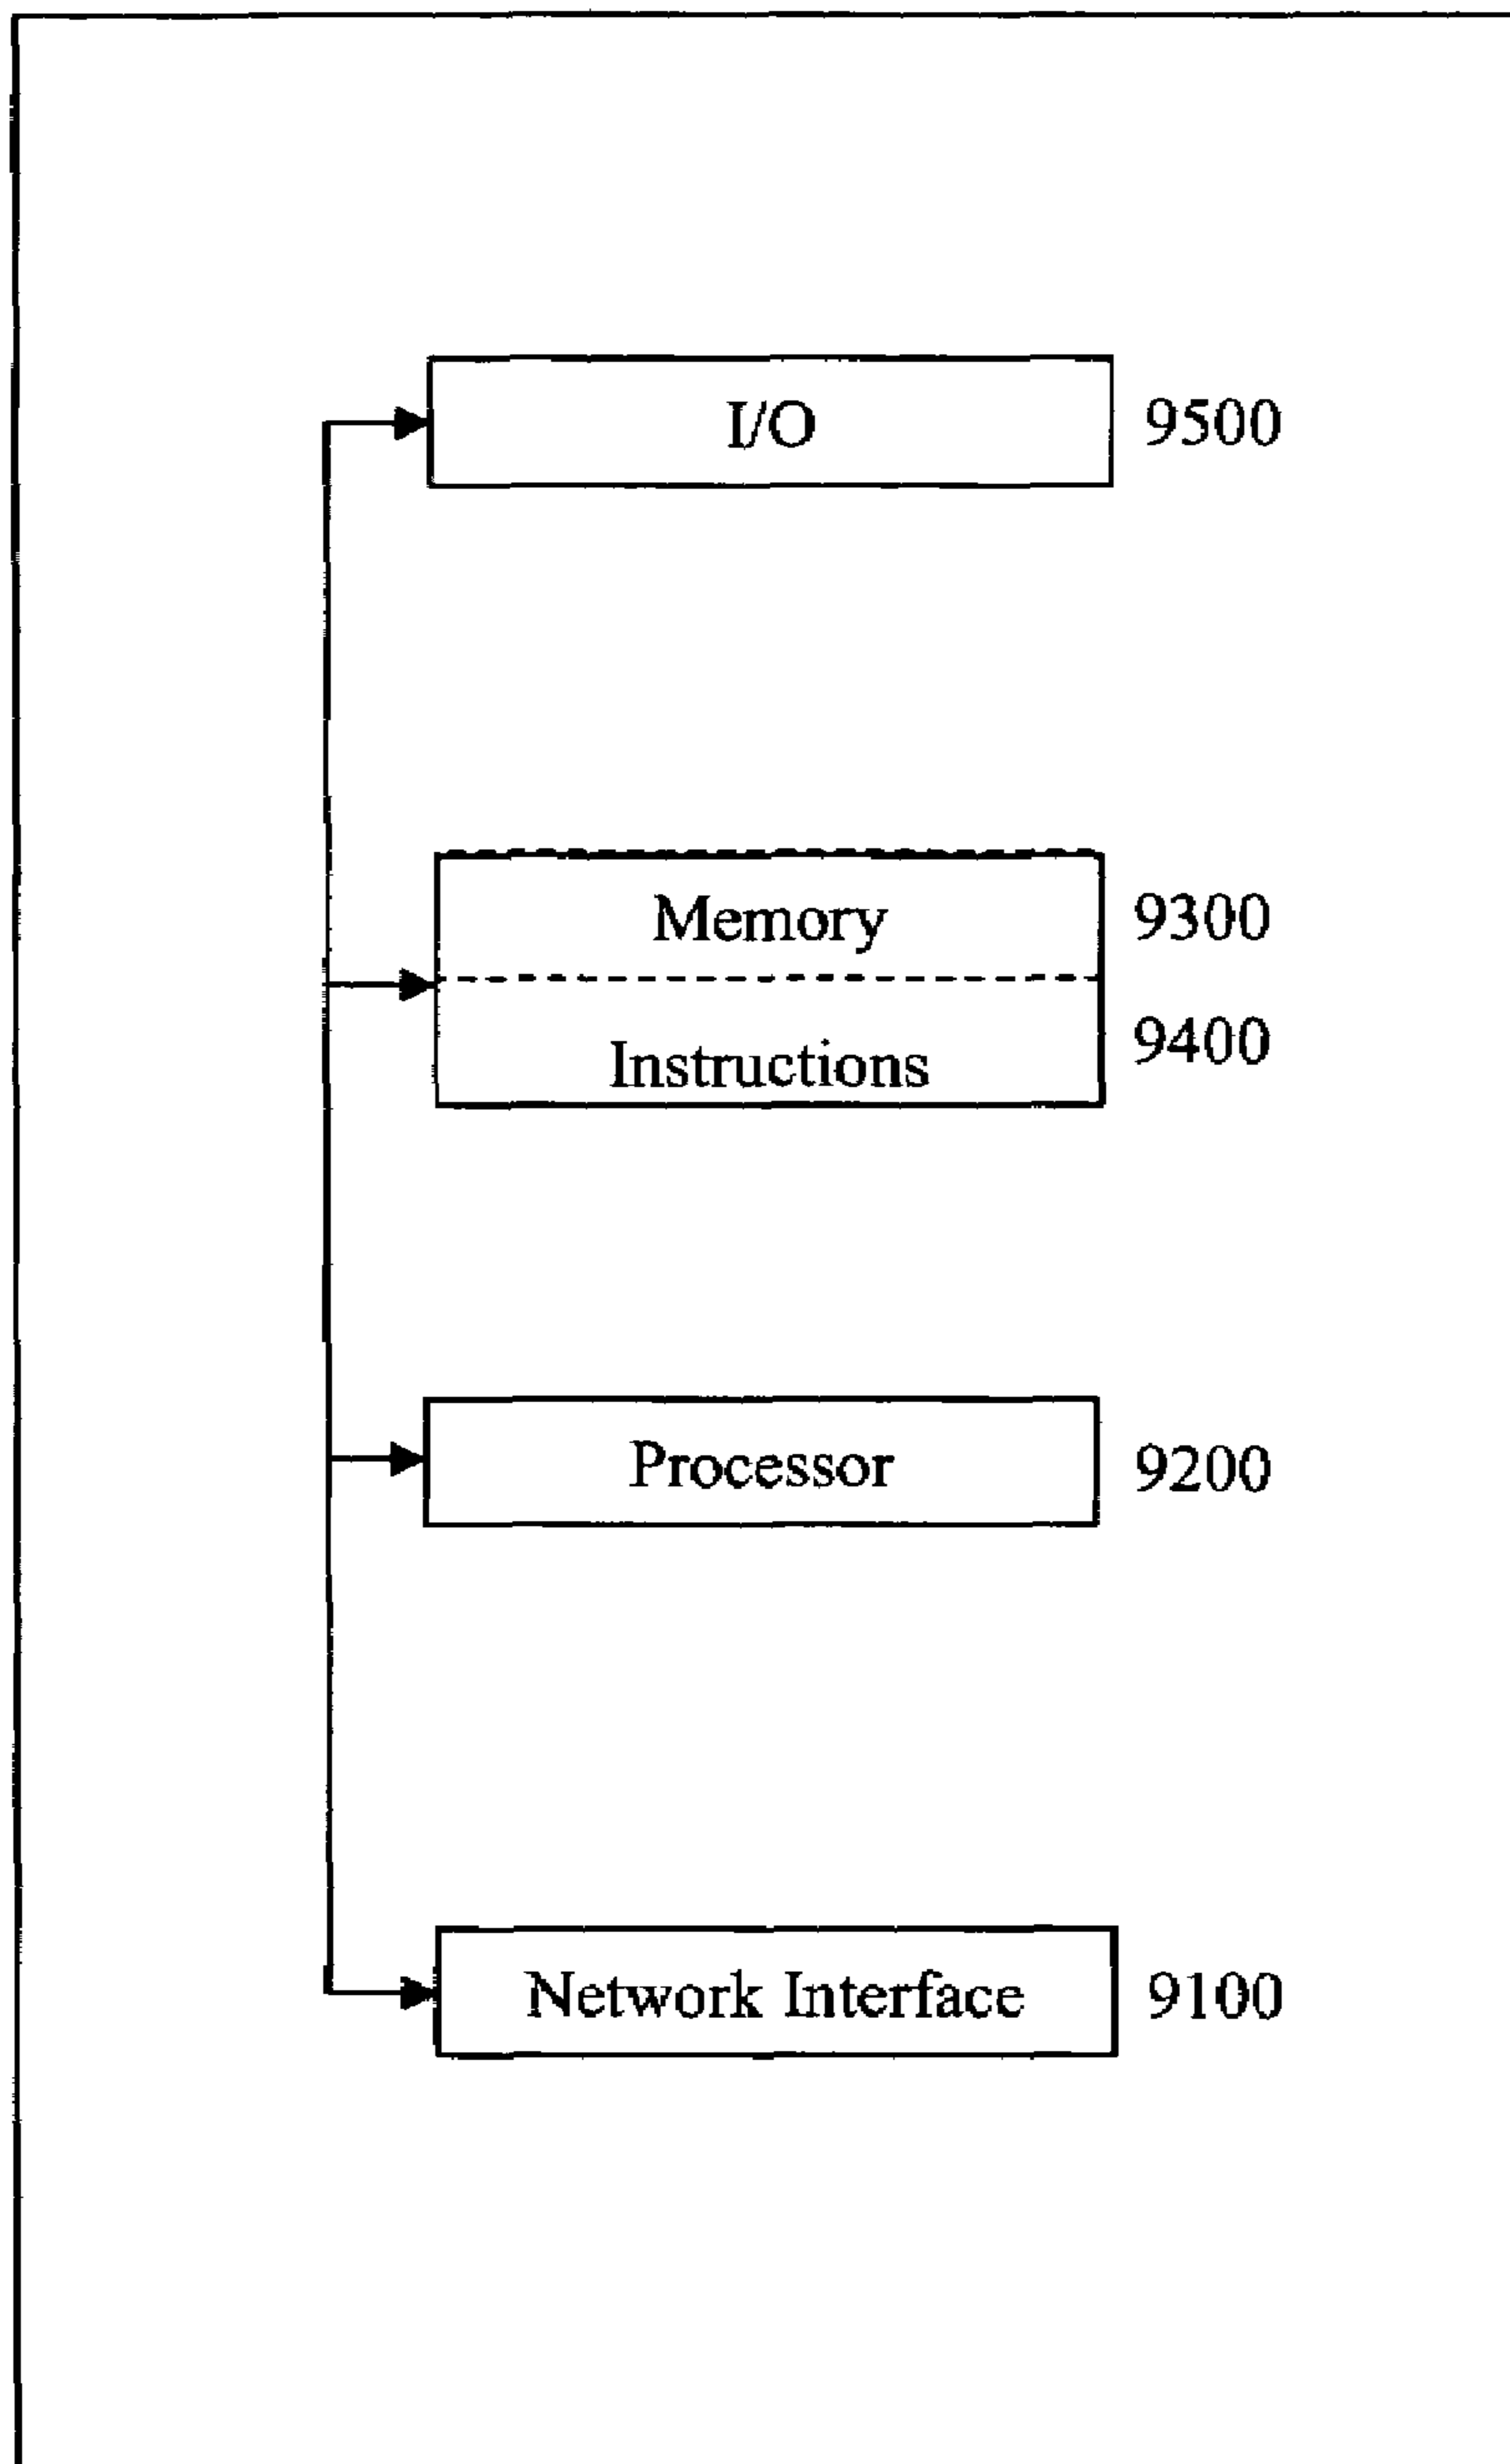 I/O 9500
Memory 9300
Instructions 9400
Processor 9200
Network Interface 9100